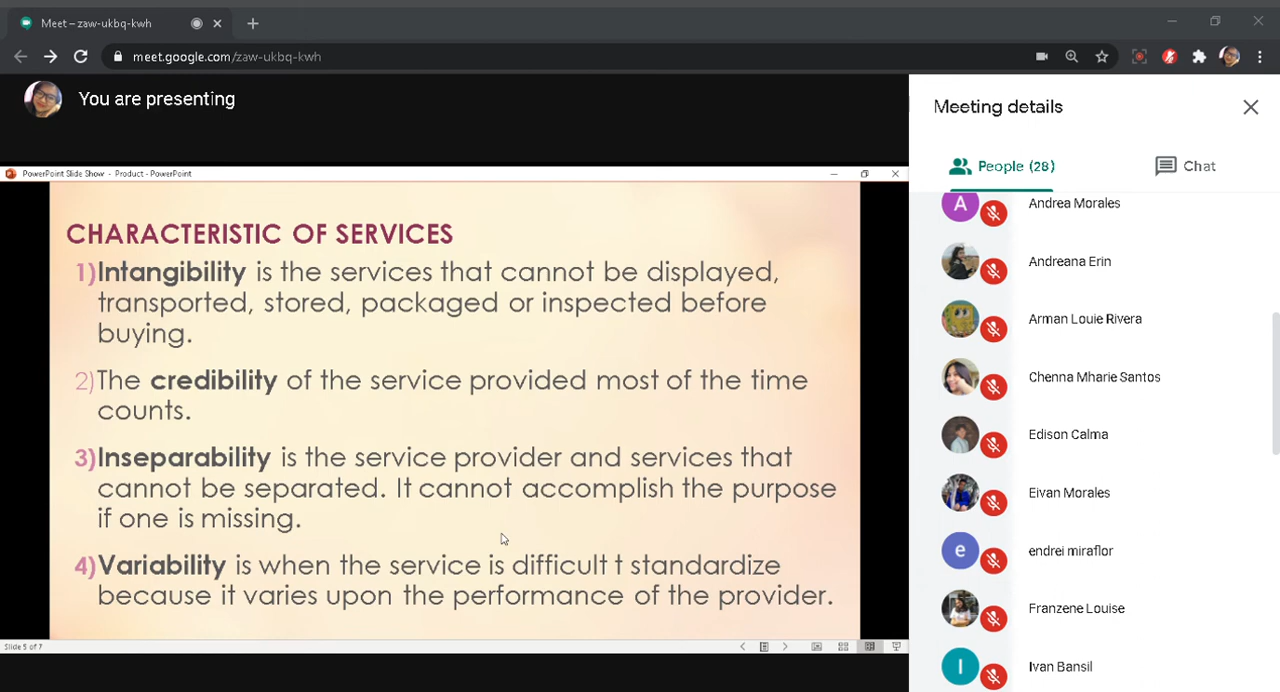 Meet – zaw-ukbq-kwh
meet.google.com/zaw-ukbq-kwh
You are presenting
PowerPoint Slide Show - Product - PowerPoint
CHARACTERISTIC OF SERVICES
1)Intangibility is the services that cannot be displayed,
transported, stored, packaged or inspected before
buying.
2)The credibility of the service provided most of the time
counts.
3)Inseparability is the service provider and services that
cannot be separated. It cannot accomplish the purpose
if one is missing.
4)Variability is when the service is difficult t standardize
because it varies upon the performance of the provider.
Slide 5 of 7
Meeting details
People (28)
Chat
A
Andrea Morales
Andreana Erin
Arman Louie Rivera
Chenna Mharie Santos
Edison Calma
Eivan Morales
e
endrei miraflor
Franzene Louise
I
Ivan Bansil